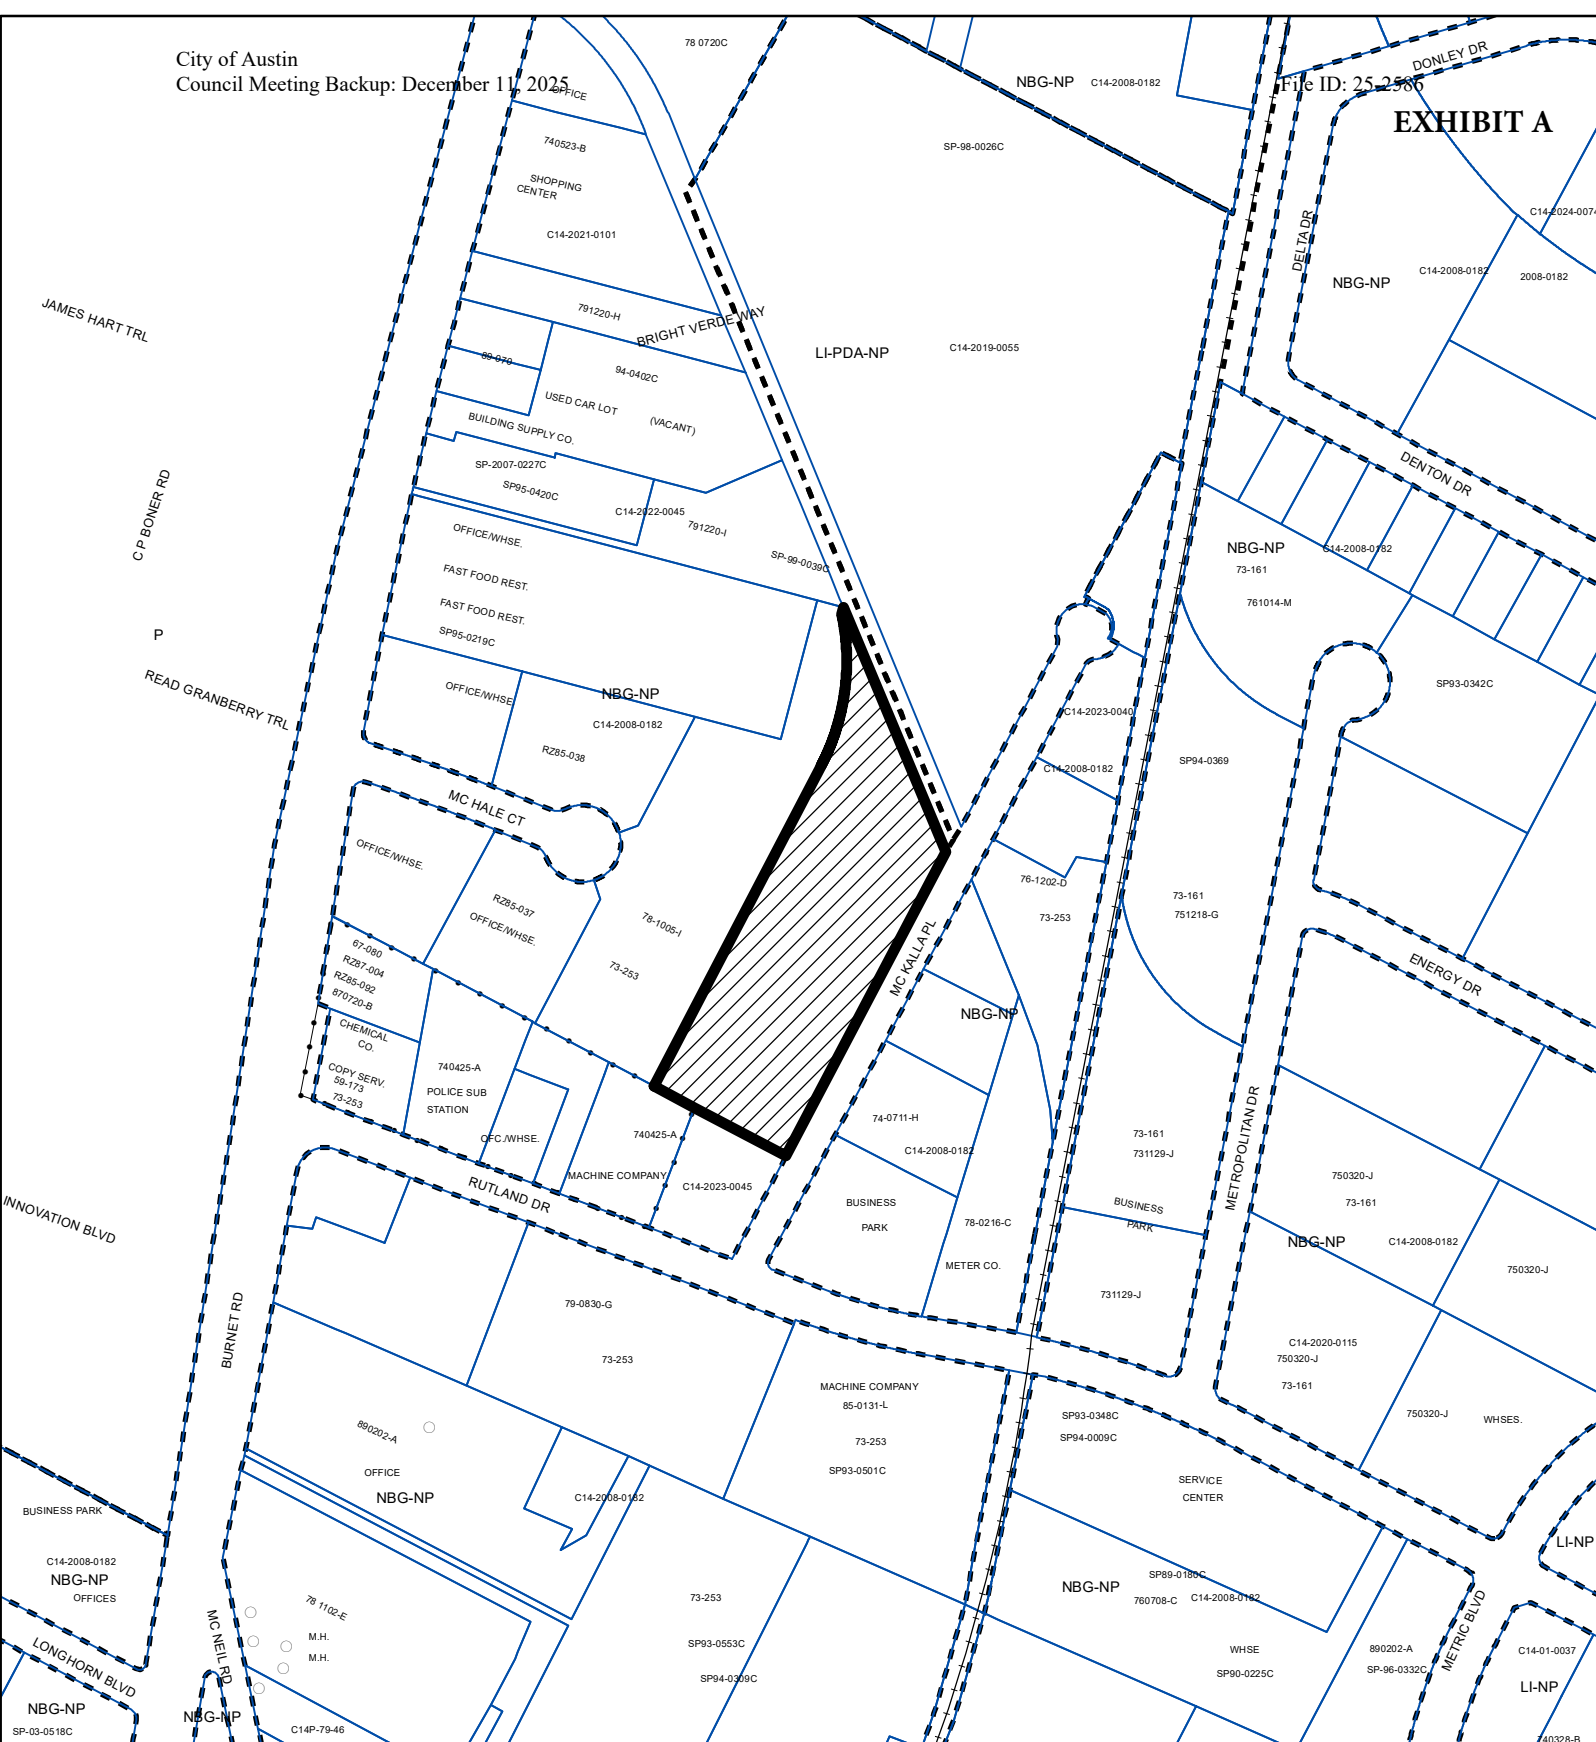 City of Austin
Council Meeting Backup: December 11, 2025
File ID: 25-2586
EXHIBIT A
78 0720C
OFFICE
NBG-NP
C14-2008-0182
DONLEY DR
740523-B
SHOPPING
CENTER
C14-2021-0101
SP-98-0026C
DELTA DR
C14-2024-0074
NBG-NP
C14-2008-0182
2008-0182
JAMES HART TRL
791220-H
BRIGHT VERDE WAY
LI-PDA-NP
C14-2019-0055
89-070
94-0402C
USED CAR LOT
(VACANT)
BUILDING SUPPLY CO.
SP-2007-0227C
SP95-0420C
C14-2022-0045
791220-I
SP-99-0039C
DENTON DR
C P BONER RD
OFFICE/WHSE.
FAST FOOD REST.
FAST FOOD REST.
SP95-0219C
NBG-NP
C14-2008-0182
73-161
761014-M
P
READ GRANBERRY TRL
OFFICE/WHSE
NBG-NP
C14-2008-0182
RZ85-038
C14-2023-0040
C14-2008-0182
SP93-0342C
SP94-0369
MC HALE CT
OFFICE/WHSE.
RZ85-037
OFFICE/WHSE.
78-1005-I
73-253
76-1202-D
73-253
73-161
751218-G
MC KALLA PL
ENERGY DR
67-080
RZ87-004
RZ85-092
870720-B
CHEMICAL
CO.
COPY SERV.
59-173
73-253
740425-A
POLICE SUB
STATION
OFC./WHSE.
740425-A
MACHINE COMPANY
C14-2023-0045
NBG-NP
74-0711-H
C14-2008-0182
BUSINESS
PARK
78-0216-C
METER CO.
73-161
731129-J
BUSINESS
PARK
731129-J
METROPOLITAN DR
750320-J
73-161
NBG-NP
C14-2008-0182
750320-J
RUTLAND DR
INNOVATION BLVD
BURNET RD
79-0830-G
73-253
C14-2020-0115
750320-J
73-161
750320-J
WHSES.
MACHINE COMPANY
85-0131-L
73-253
SP93-0501C
SP93-0348C
SP94-0009C
SERVICE
CENTER
890202-A
OFFICE
NBG-NP
C14-2008-0182
BUSINESS PARK
C14-2008-0182
NBG-NP
OFFICES
LI-NP
NBG-NP
SP89-0180C
760708-C
C14-2008-0182
78 1102-E
M.H.
M.H.
73-253
SP93-0553C
SP94-0309C
WHSE
SP90-0225C
890202-A
SP-96-0332C
METRIC BLVD
C14-01-0037
LI-NP
LONGHORN BLVD
MC NEIL RD
NBG-NP
SP-03-0518C
NBG-NP
C14P-79-46
740328-B